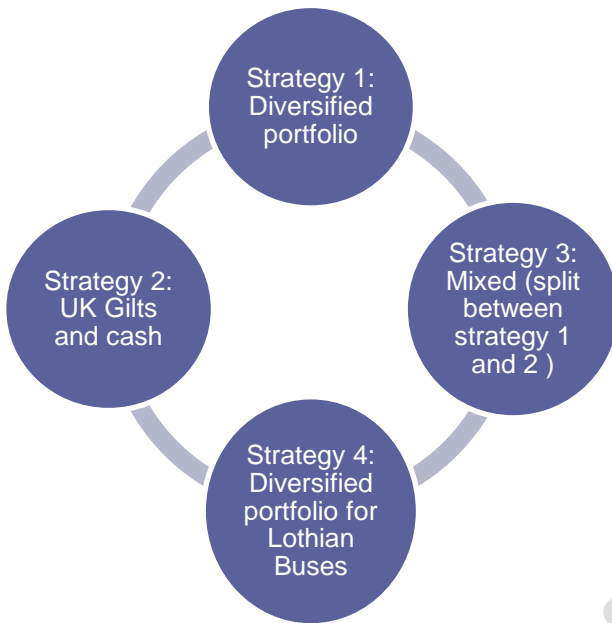 Strategy 1:
Diversified
portfolio
Strategy 2:
UK Gilts
and cash
Strategy 3:
Mixed (split
between
strategy 1
and 2 )
Strategy 4:
Diversified
portfolio for
Lothian
Buses